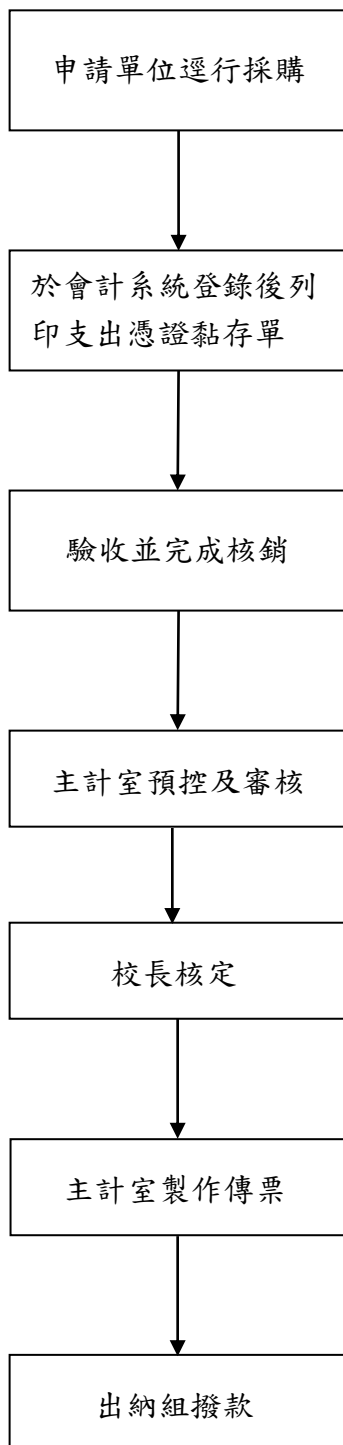 申請單位逕行採購
於會計系統登錄後列
印支出憑證黏存單
驗收並完成核銷
主計室預控及審核
校長核定
主計室製作傳票
出納組撥款